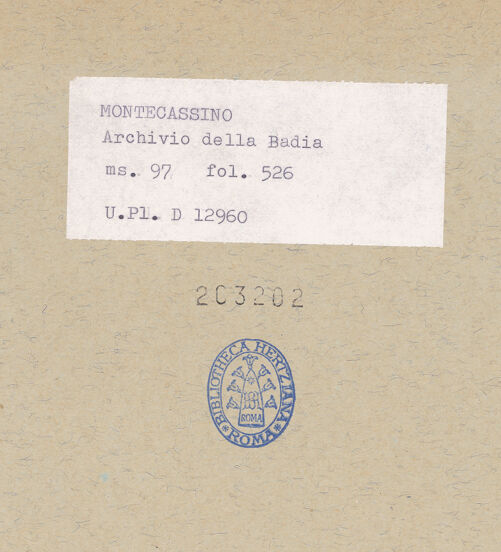 MONTECASSINO
Archivio della Badia
ms. 97 fol. 526
U.Pl. D 12960
203202
BIBLIOTHECA HERTZIANA
ROMA
* ROMA *